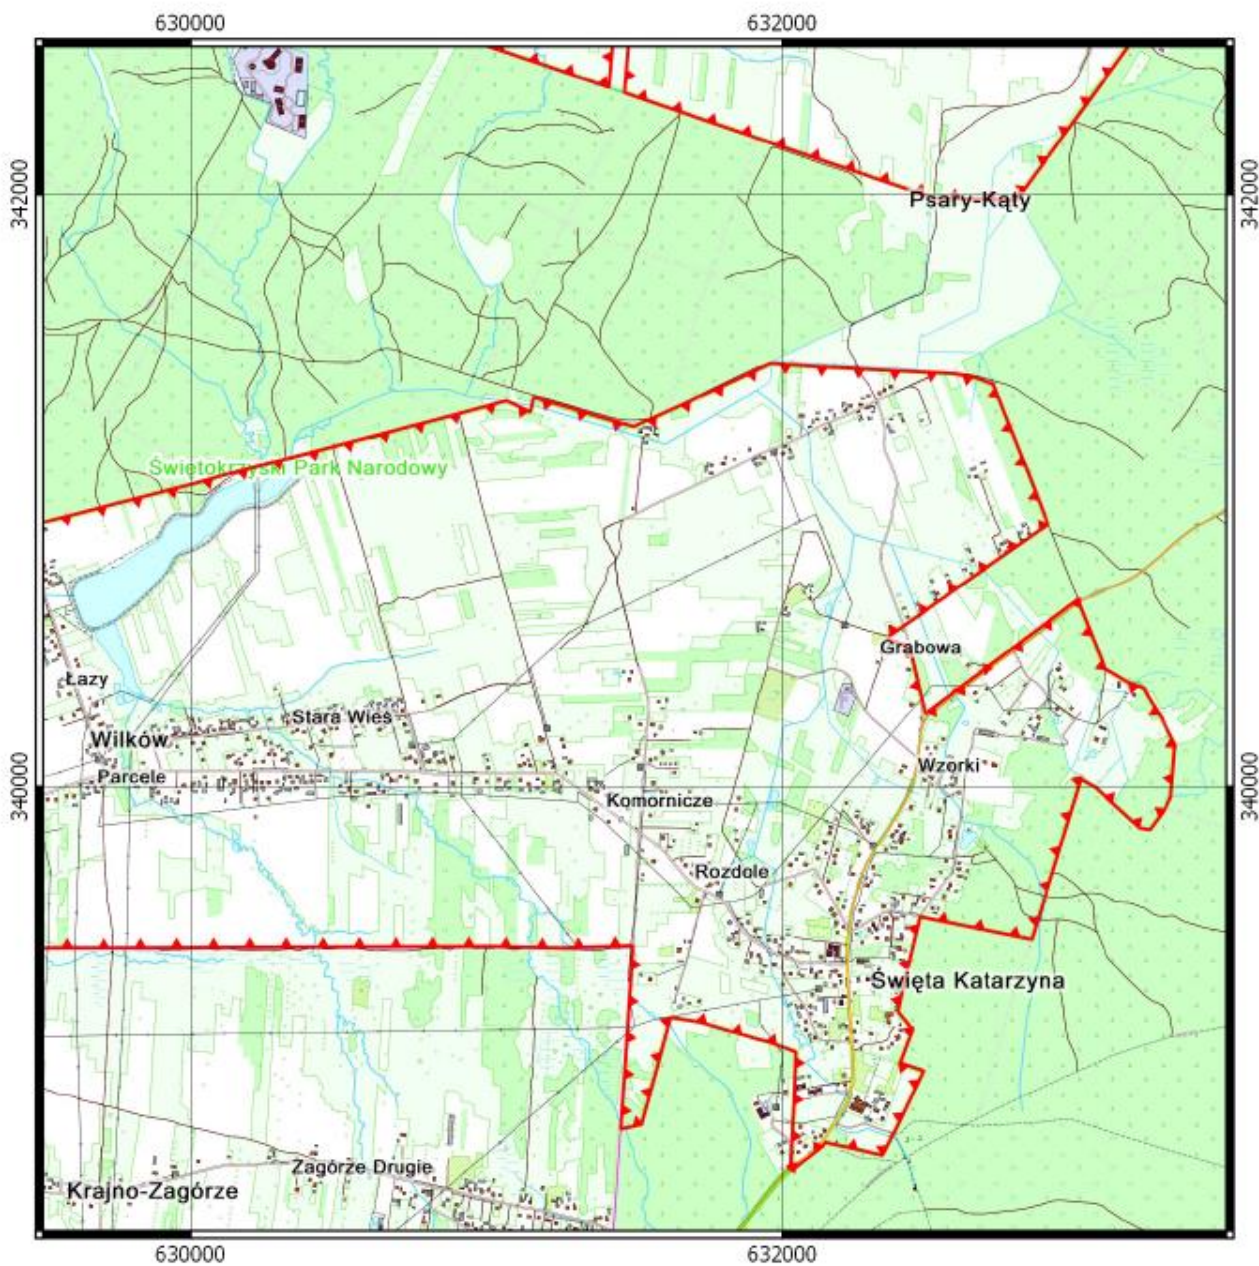 630000
632000
342000
342000
Psary-Kąty
Świętokrzyski Park Narodowy
Grabowa
Łazy
Stara Wieś
Wilków
Wzorki
Parcele
340000
340000
Komornicze
Rozdole
Święta Katarzyna
Zagórze Drugie
Krajno-Zagórze
630000
632000